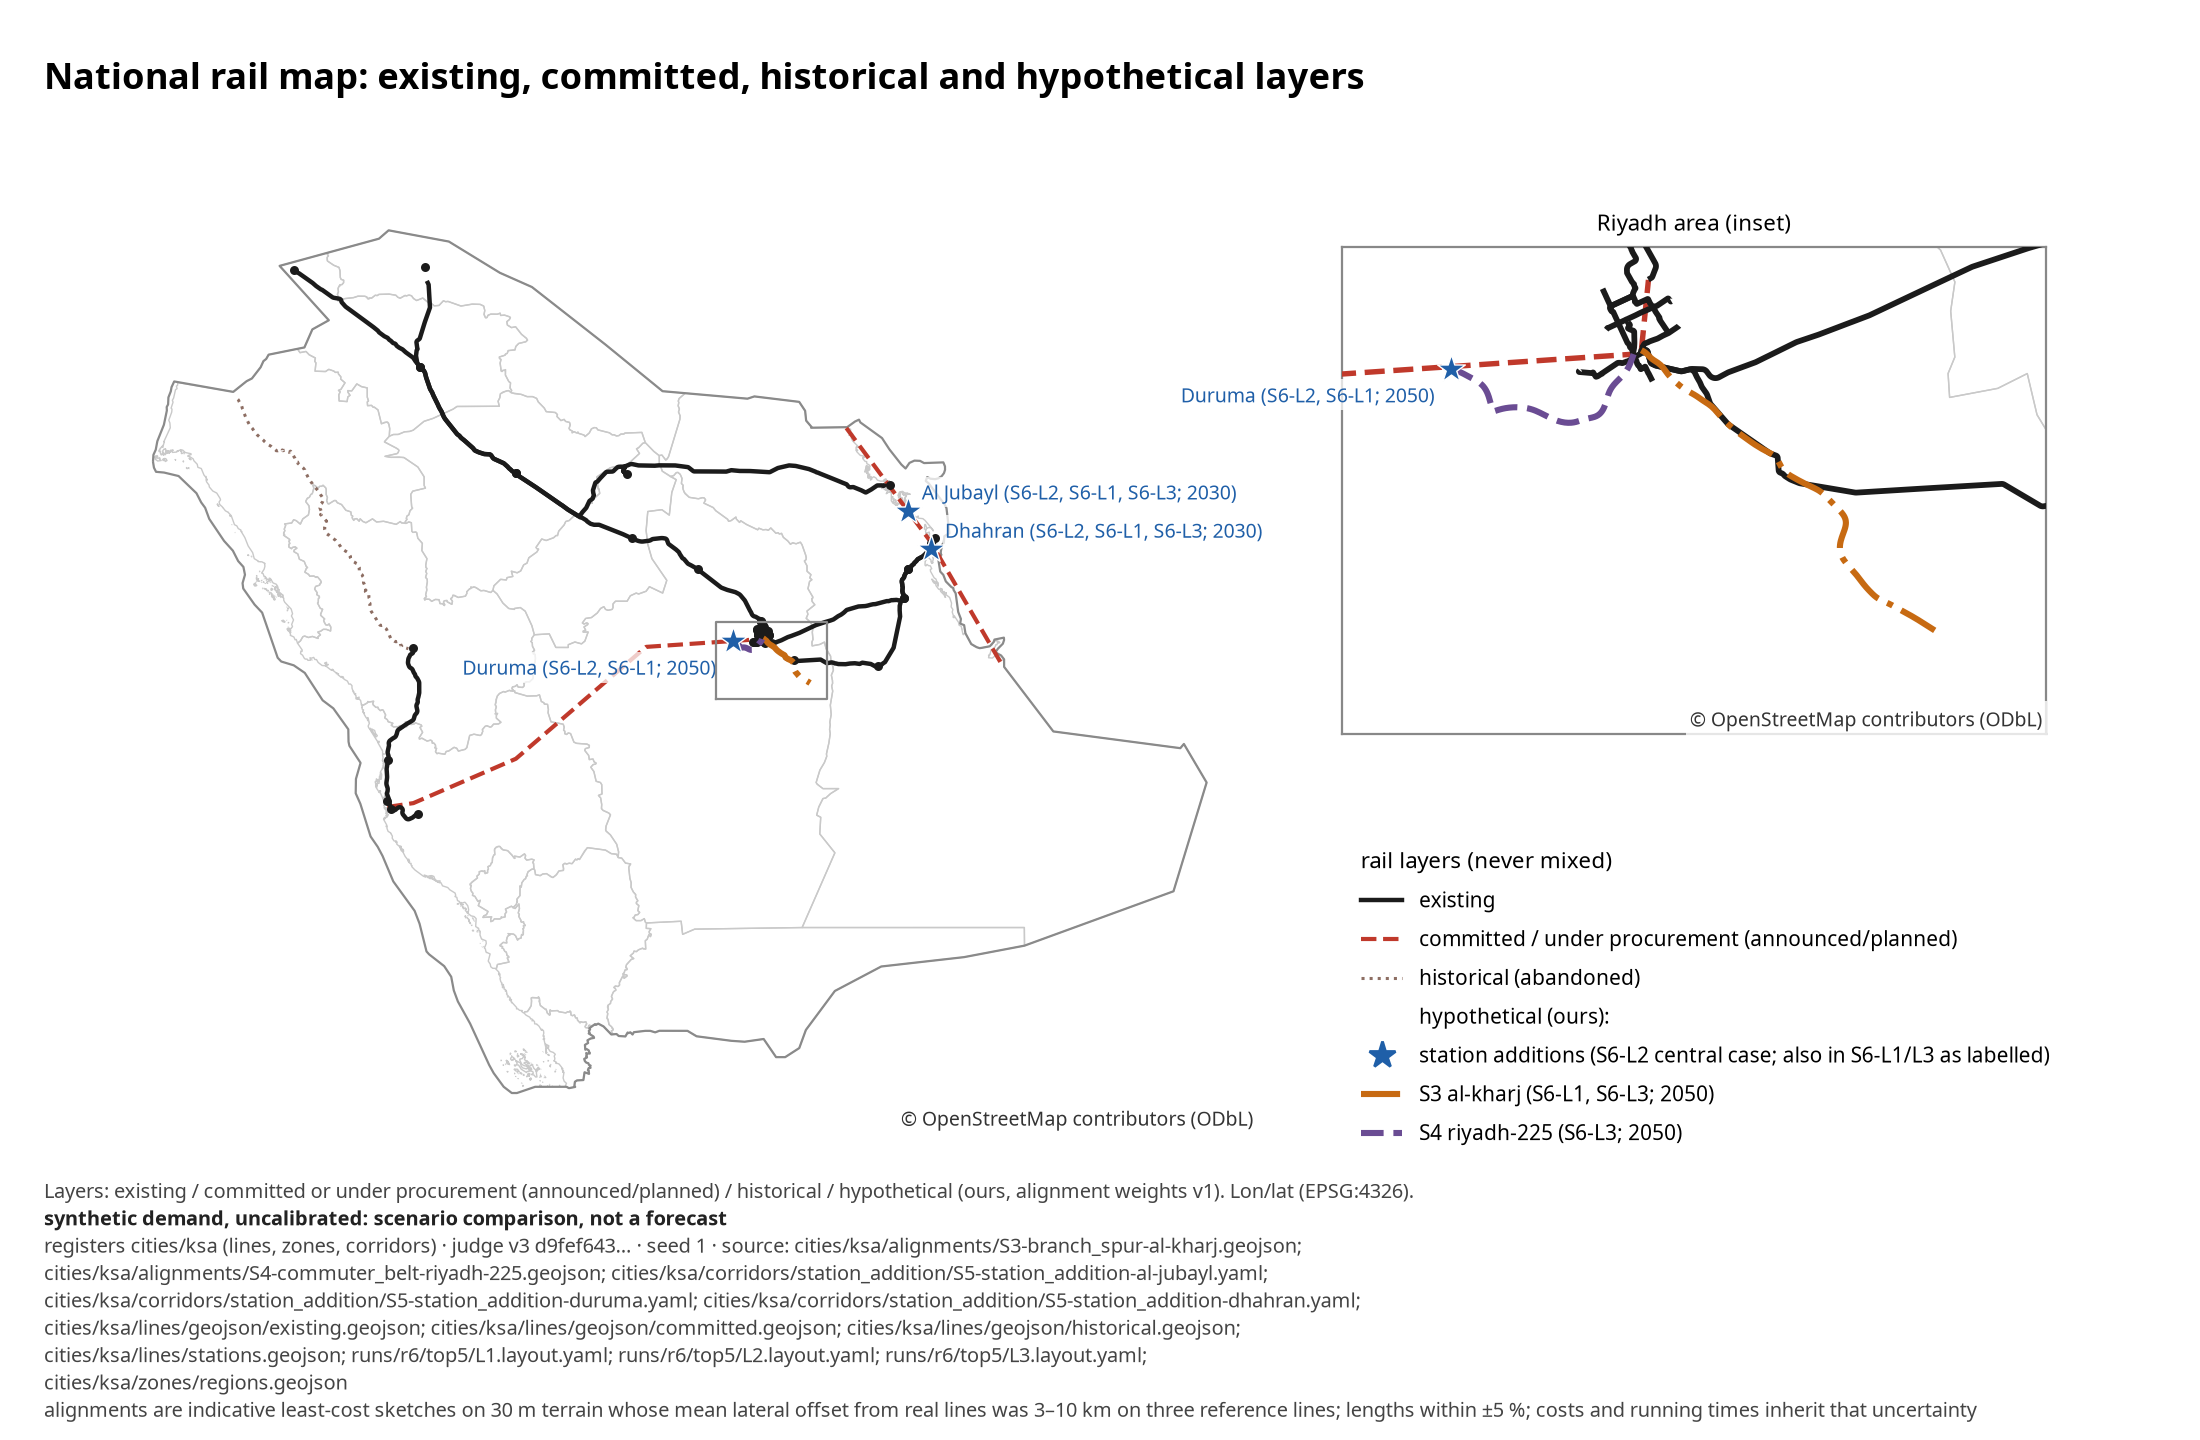 National rail map: existing, committed, historical and hypothetical layers
Riyadh area (inset)
Duruma (S6-L2, S6-L1; 2050)
© OpenStreetMap contributors (ODbL)
Al Jubayl (S6-L2, S6-L1, S6-L3; 2030)
Dhahran (S6-L2, S6-L1, S6-L3; 2030)
Duruma (S6-L2, S6-L1; 2050)
© OpenStreetMap contributors (ODbL)
rail layers (never mixed)
existing
committed / under procurement (announced/planned)
historical (abandoned)
hypothetical (ours):
station additions (S6-L2 central case; also in S6-L1/L3 as labelled)
S3 al-kharj (S6-L1, S6-L3; 2050)
S4 riyadh-225 (S6-L3; 2050)
Layers: existing / committed or under procurement (announced/planned) / historical / hypothetical (ours, alignment weights v1). Lon/lat (EPSG:4326).
synthetic demand, uncalibrated: scenario comparison, not a forecast
registers cities/ksa (lines, zones, corridors) · judge v3 d9fef643... · seed 1 · source: cities/ksa/alignments/S3-branch_spur-al-kharj.geojson;
cities/ksa/alignments/S4-commuter_belt-riyadh-225.geojson; cities/ksa/corridors/station_addition/S5-station_addition-al-jubayl.yaml;
cities/ksa/corridors/station_addition/S5-station_addition-duruma.yaml; cities/ksa/corridors/station_addition/S5-station_addition-dhahran.yaml;
cities/ksa/lines/geojson/existing.geojson; cities/ksa/lines/geojson/committed.geojson; cities/ksa/lines/geojson/historical.geojson;
cities/ksa/lines/stations.geojson; runs/r6/top5/L1.layout.yaml; runs/r6/top5/L2.layout.yaml; runs/r6/top5/L3.layout.yaml;
cities/ksa/zones/regions.geojson
alignments are indicative least-cost sketches on 30 m terrain whose mean lateral offset from real lines was 3–10 km on three reference lines; lengths within ±5 %; costs and running times inherit that uncertainty